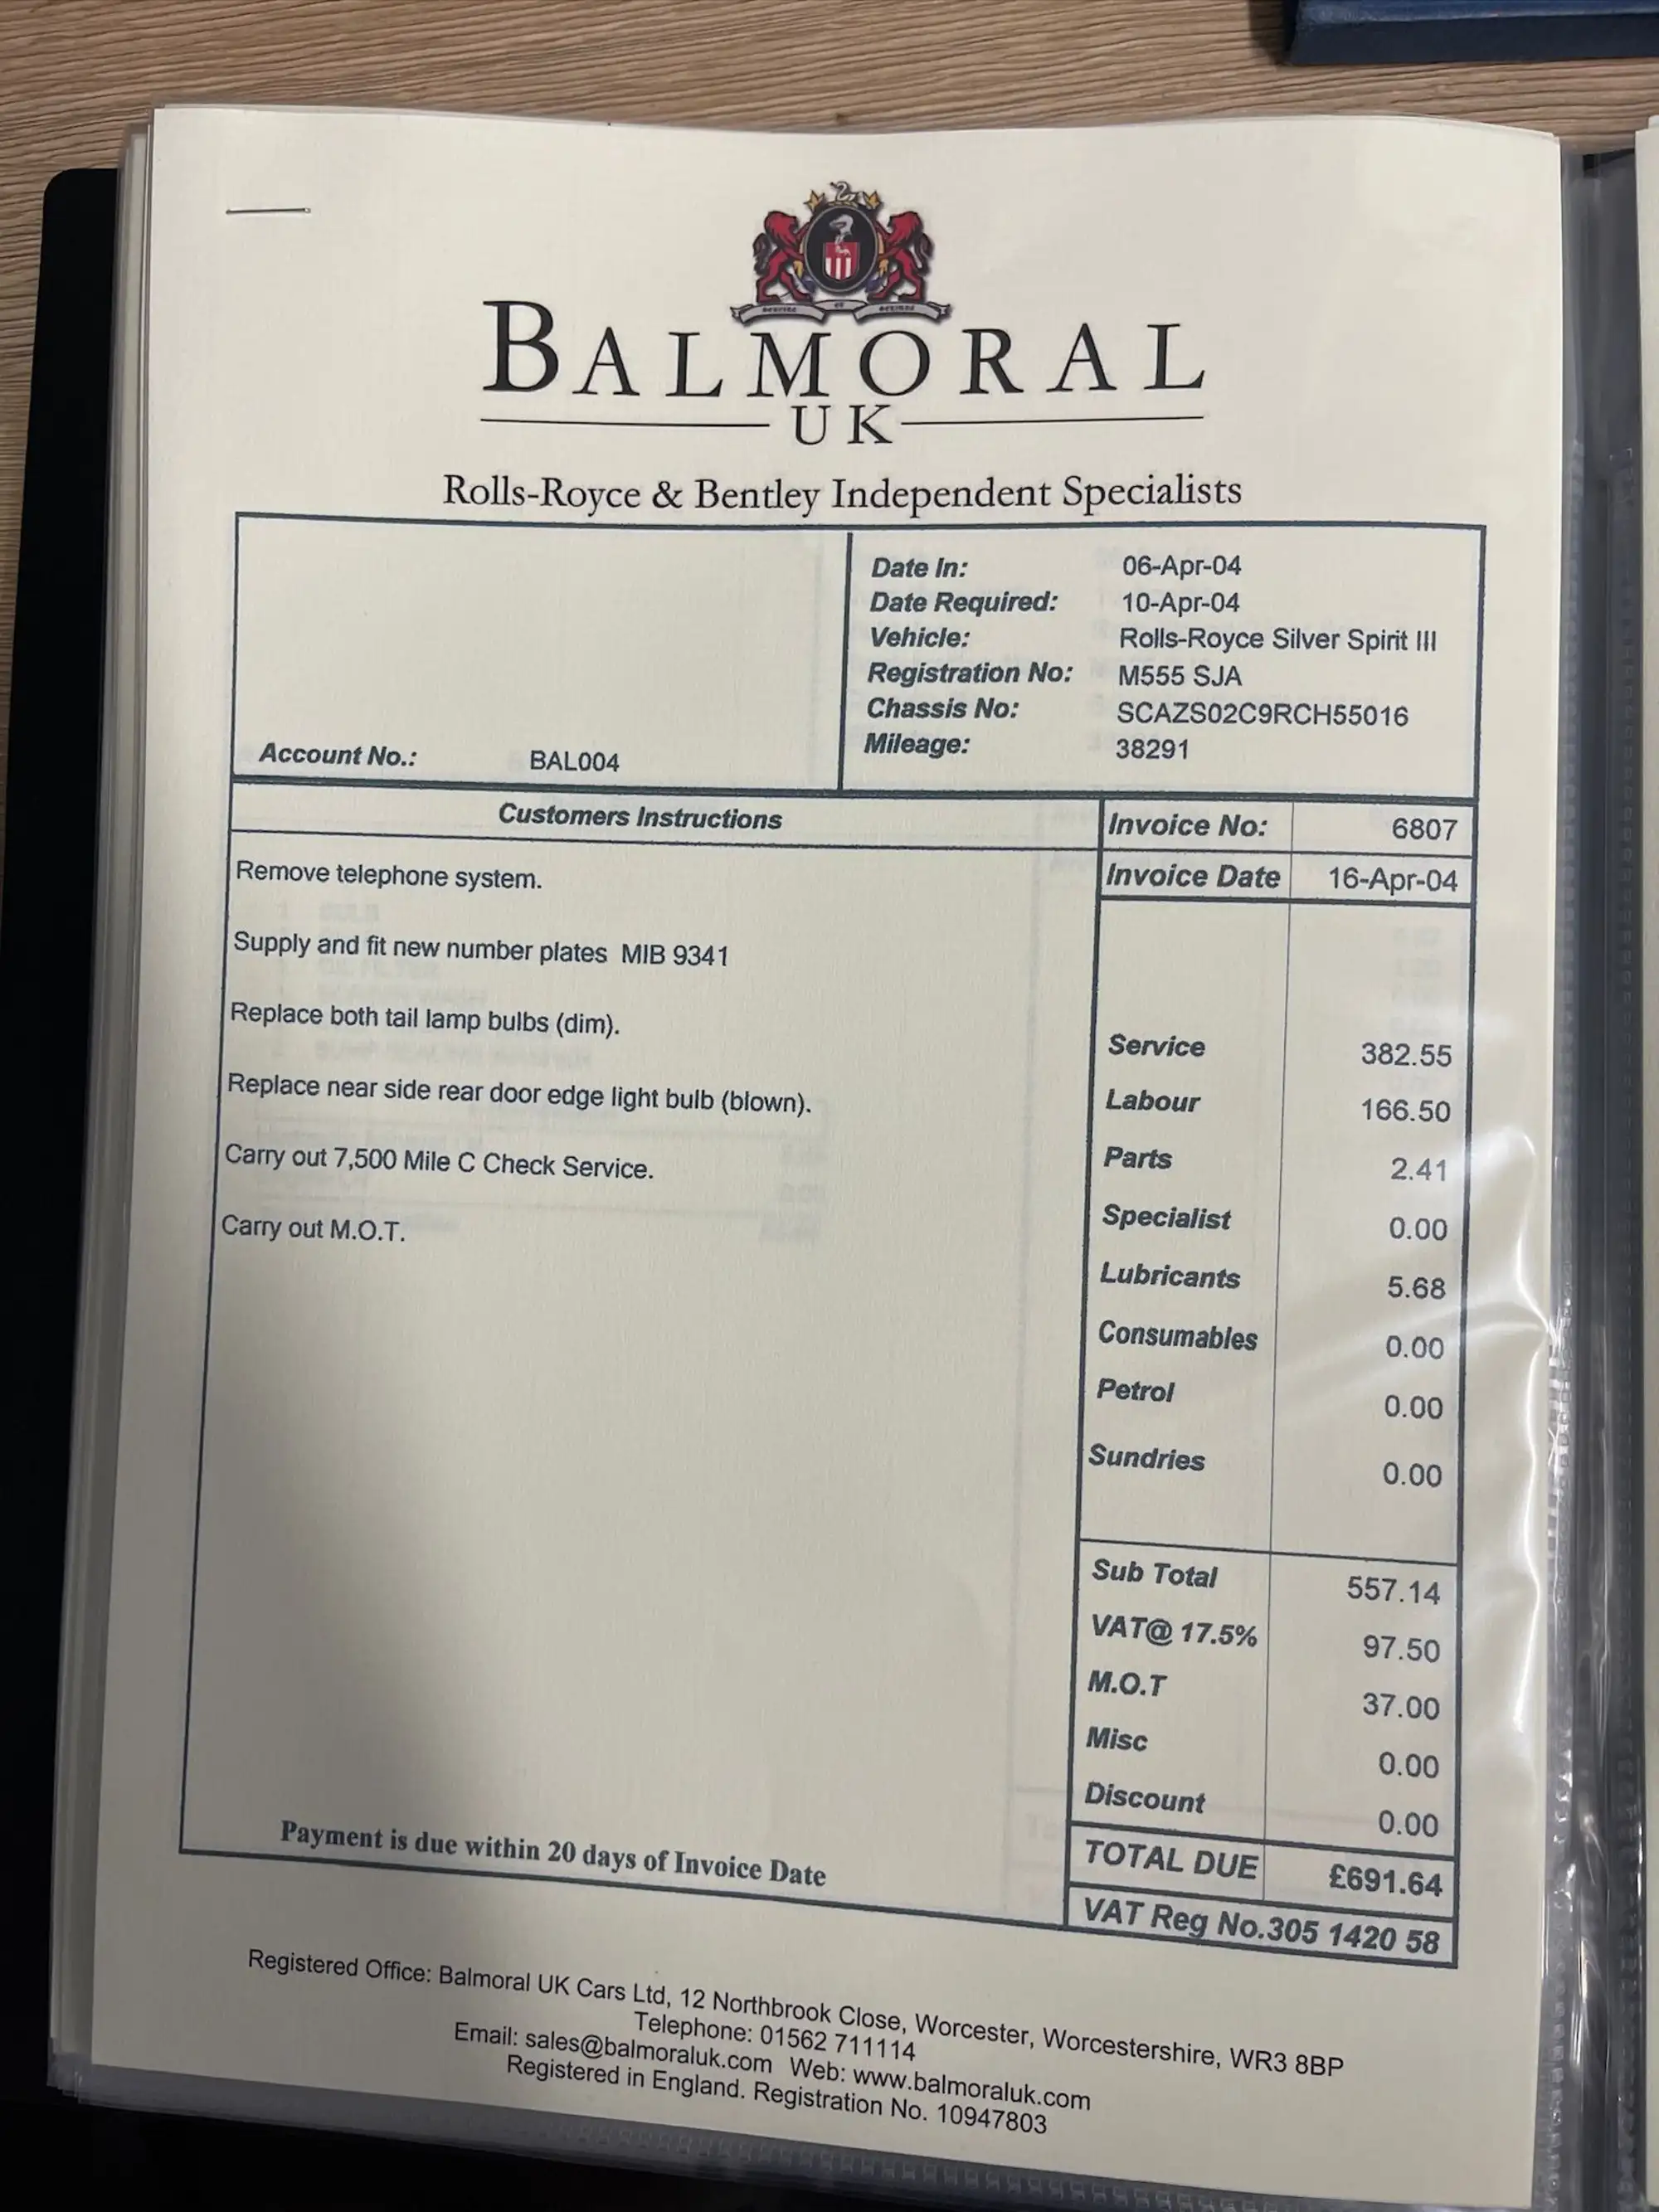 BALMORAL
UK
Rolls-Royce & Bentley Independent Specialists
Date In: 06-Apr-04
Date Required: 10-Apr-04
Vehicle: Rolls-Royce Silver Spirit III
Registration No: M555 SJA
Chassis No: SCAZS02C9RCH55016
Mileage: 38291
Account No.: BAL004
Customers Instructions
Invoice No: 6807
Invoice Date 16-Apr-04
Remove telephone system.
Supply and fit new number plates MIB 9341
Replace both tail lamp bulbs (dim).
Replace near side rear door edge light bulb (blown).
Carry out 7,500 Mile C Check Service.
Carry out M.O.T.
Service 382.55
Labour 166.50
Parts 2.41
Specialist 0.00
Lubricants 5.68
Consumables 0.00
Petrol 0.00
Sundries 0.00
Sub Total 557.14
VAT@ 17.5% 97.50
M.O.T 37.00
Misc 0.00
Discount 0.00
TOTAL DUE £691.64
VAT Reg No.305 1420 58
Payment is due within 20 days of Invoice Date
Registered Office: Balmoral UK Cars Ltd, 12 Northbrook Close, Worcester, Worcestershire, WR3 8BP
Telephone: 01562 711114
Email: sales@balmoraluk.com Web: www.balmoraluk.com
Registered in England. Registration No. 10947803